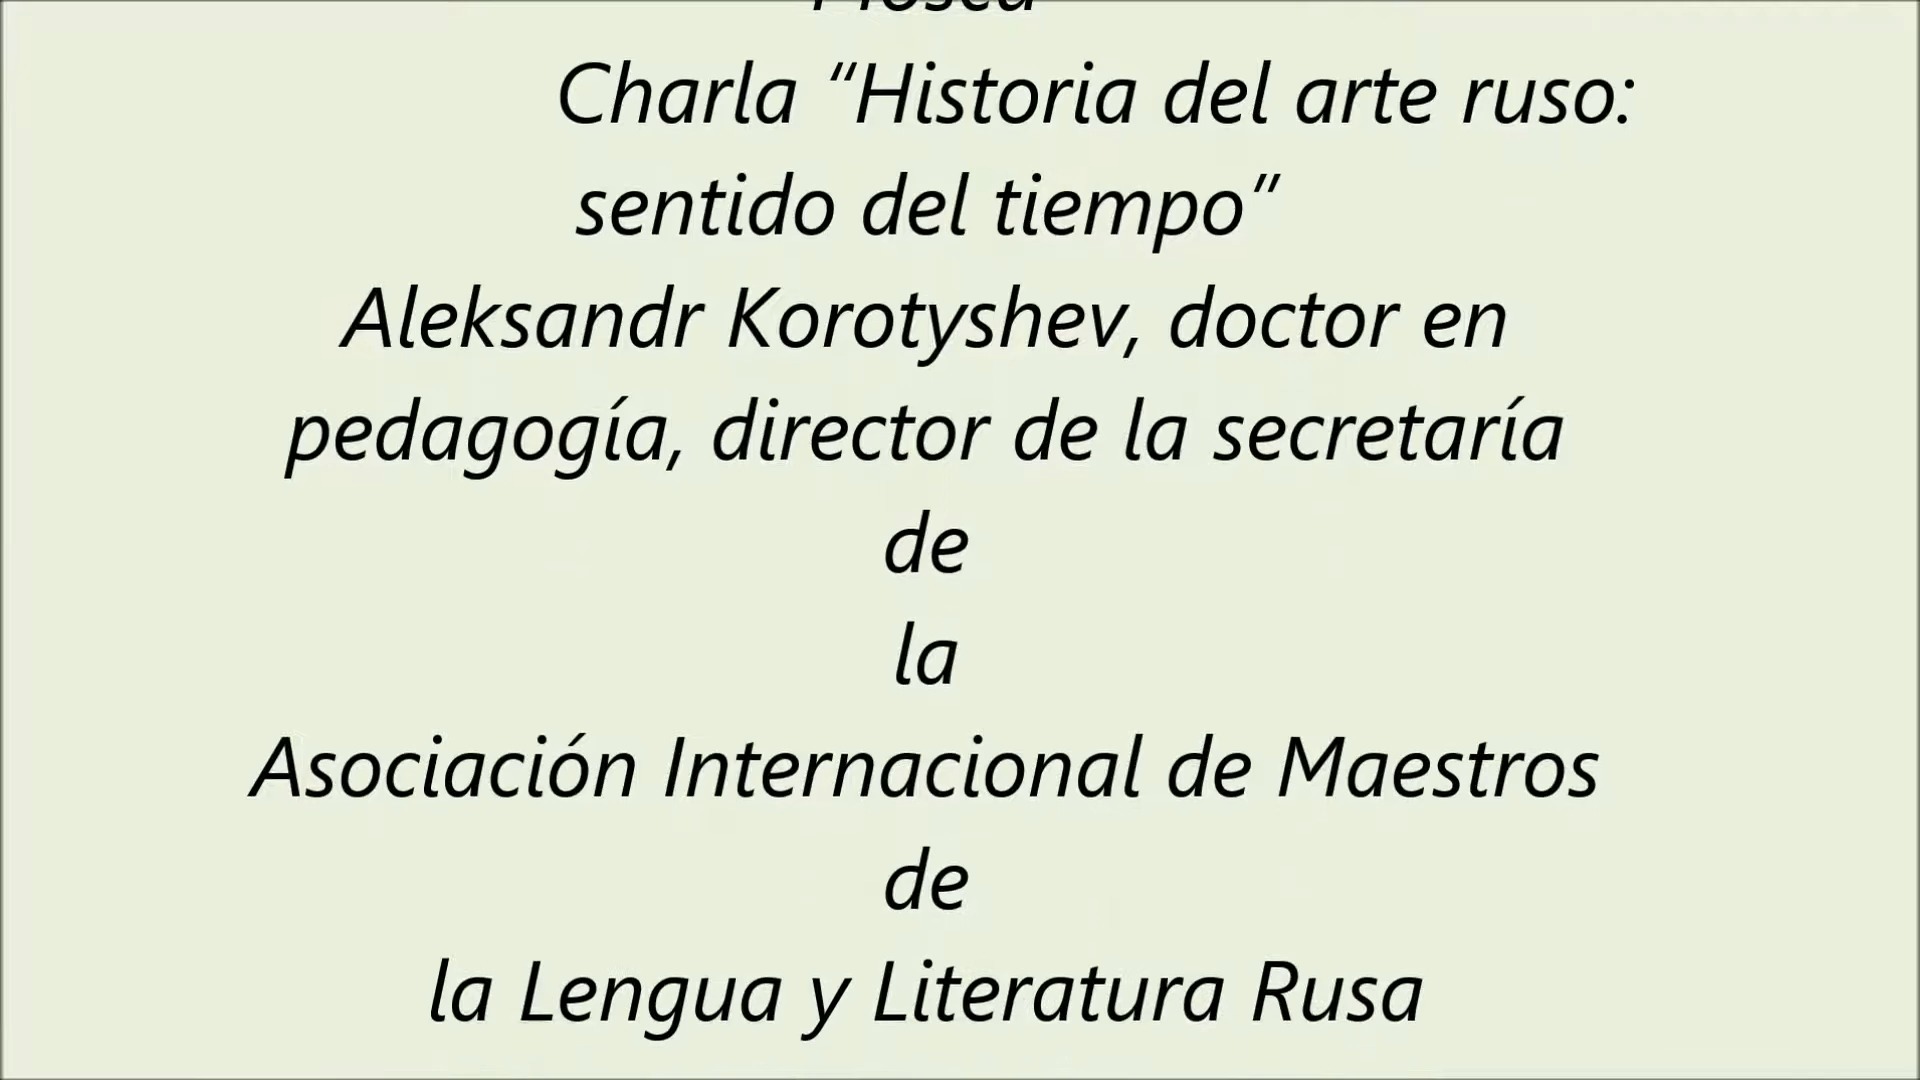 Charla “Historia del arte ruso:
sentido del tiempo”
Aleksandr Korotyshev, doctor en
pedagogía, director de la secretaría
de
la
Asociación Internacional de Maestros
de
la Lengua y Literatura Rusa